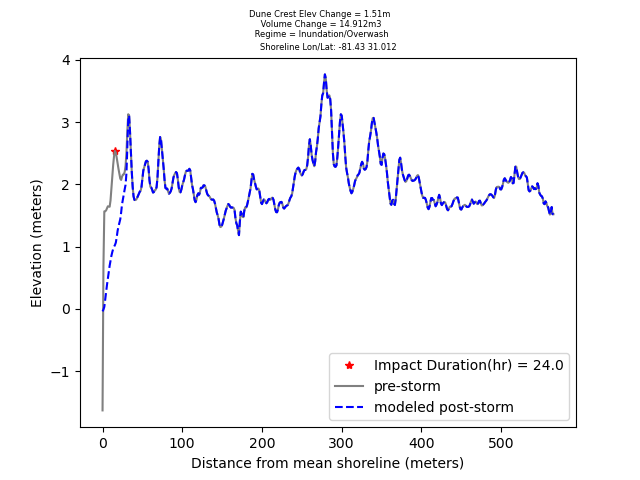 Dune Crest Elev Change = 1.51m
Volume Change = 14.912m3
Regime = Inundation/Overwash
Shoreline Lon/Lat: -81.43 31.012
4
3
2
1
0
−1
Elevation (meters)
Impact Duration(hr) = 24.0
pre-storm
modeled post-storm
0 100 200 300 400 500
Distance from mean shoreline (meters)